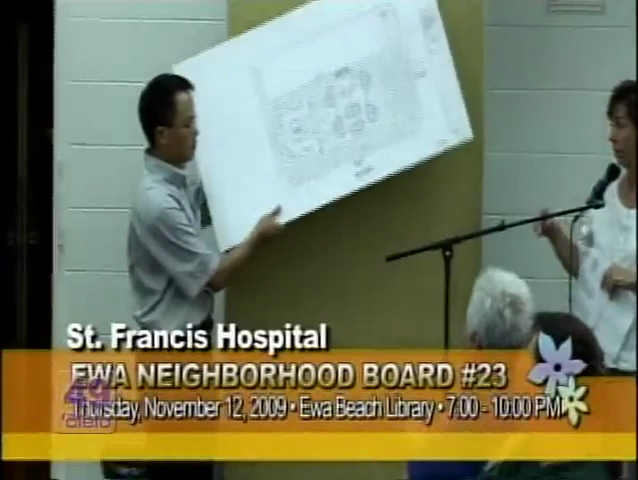 St. Francis Hospital
EWA NEIGHBORHOOD BOARD #23
Thursday, November 12, 2009 • Ewa Beach Library • 7:00 - 10:00 PM
49